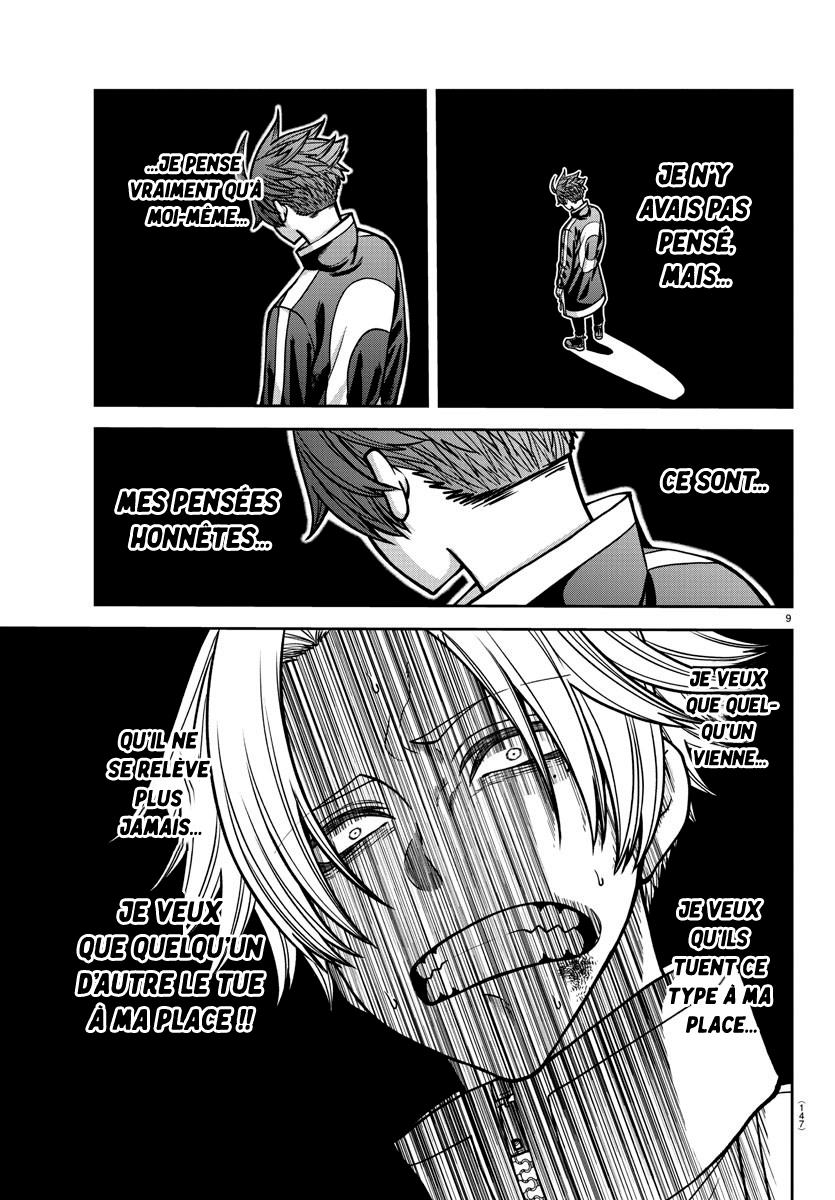 JE N'Y
AVAIS PAS
PENSÉ,
MAIS...
...JE PENSE
VRAIMENT QU'À
MOI-MÊME...
CE SONT...
MES PENSÉES
HONNÊTES...
9
JE VEUX
QUE QUEL-
QU'UN
VIENNE...
JE VEUX
QU'ILS
TUENT CE
TYPE À MA
PLACE...
QU'IL NE
SE RELÈVE
PLUS
JAMAIS...
JE VEUX
QUE QUELQU'UN
D'AUTRE LE TUE
À MA PLACE !!
(147)